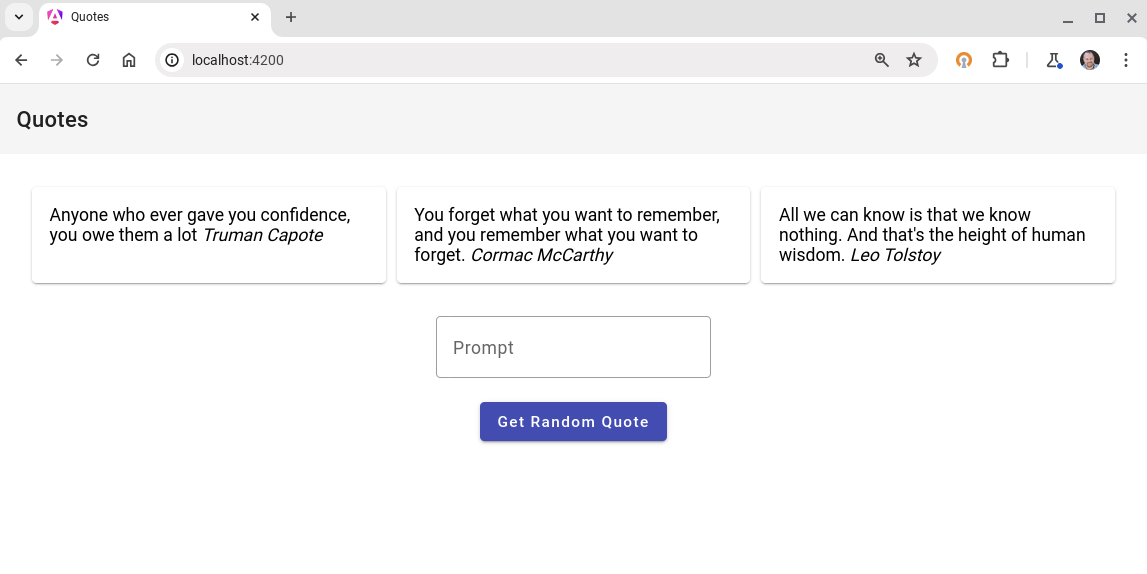 Quotes
localhost:4200
Quotes
Anyone who ever gave you confidence,
you owe them a lot Truman Capote
You forget what you want to remember,
and you remember what you want to
forget. Cormac McCarthy
All we can know is that we know
nothing. And that's the height of human
wisdom. Leo Tolstoy
Prompt
Get Random Quote